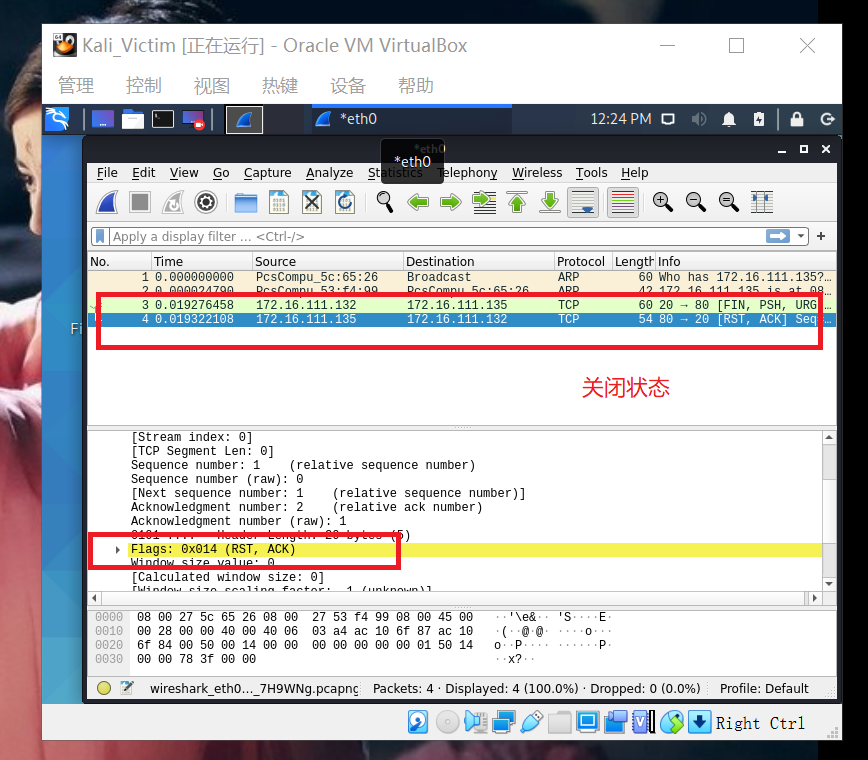 Kali_Victim [正在运行] - Oracle VM VirtualBox
管理 控制 视图 热键 设备 帮助
*eth0 12:24 PM
*eth0
*eth0
File Edit View Go Capture Analyze Statistics Telephony Wireless Tools Help
Apply a display filter … <Ctrl-/>
No. Time Source Destination Protocol Length Info
1 0.000000000 PcsCompu_5c:65:26 Broadcast ARP 60 Who has 172.16.111.135?…
2 0.000024790 PcsCompu_53:f4:99 PcsCompu_5c:65:26 ARP 42 172.16.111.135 is at 08…
3 0.019276458 172.16.111.132 172.16.111.135 TCP 60 20 → 80 [FIN, PSH, URG…
4 0.019322108 172.16.111.135 172.16.111.132 TCP 54 80 → 20 [RST, ACK] Seq…
Fi
关闭状态
[Stream index: 0]
[TCP Segment Len: 0]
Sequence number: 1 (relative sequence number)
Sequence number (raw): 0
[Next sequence number: 1 (relative sequence number)]
Acknowledgment number: 2 (relative ack number)
Acknowledgment number (raw): 1
0101 .... = Header Length: 20 bytes (5)
Flags: 0x014 (RST, ACK)
Window size value: 0
[Calculated window size: 0]
[Window size scaling factor: -1 (unknown)]
0000 08 00 27 5c 65 26 08 00 27 53 f4 99 08 00 45 00 ··'\e&·· 'S····E·
0010 00 28 00 00 40 00 40 06 03 a4 ac 10 6f 87 ac 10 ·(··@·@· ····o···
0020 6f 84 00 50 00 14 00 00 00 00 00 00 00 01 50 14 o··P···· ······P·
0030 00 00 78 3f 00 00 ··x?··
wireshark_eth0…_7H9WNg.pcapng Packets: 4 · Displayed: 4 (100.0%) · Dropped: 0 (0.0%) Profile: Default
Right Ctrl